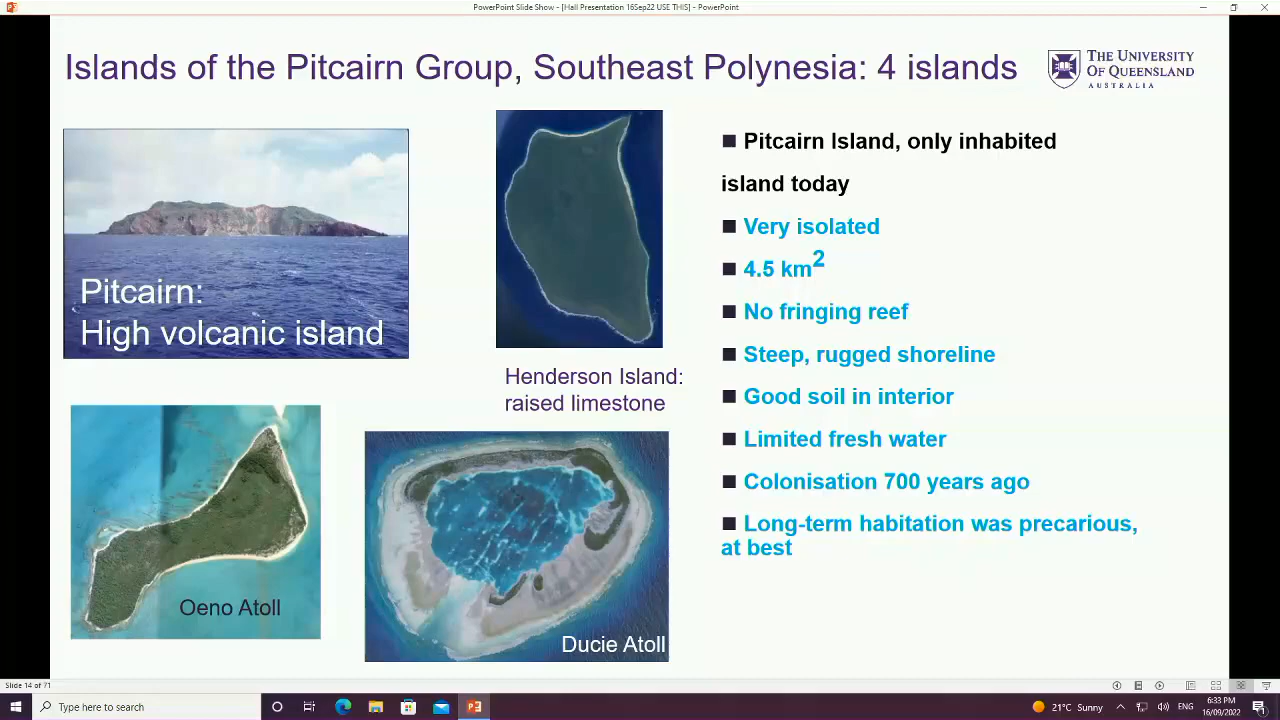 PowerPoint Slide Show - [Hall Presentation 16Sep22 USE THIS] - PowerPoint
Islands of the Pitcairn Group, Southeast Polynesia: 4 islands
THE UNIVERSITY
OF QUEENSLAND
AUSTRALIA
Pitcairn:
High volcanic island
Henderson Island:
raised limestone
Oeno Atoll
Ducie Atoll
Pitcairn Island, only inhabited
island today
Very isolated
4.5 km2
No fringing reef
Steep, rugged shoreline
Good soil in interior
Limited fresh water
Colonisation 700 years ago
Long-term habitation was precarious,
at best
Slide 14 of 71
Type here to search
21°C Sunny
ENG
6:33 PM
16/09/2022